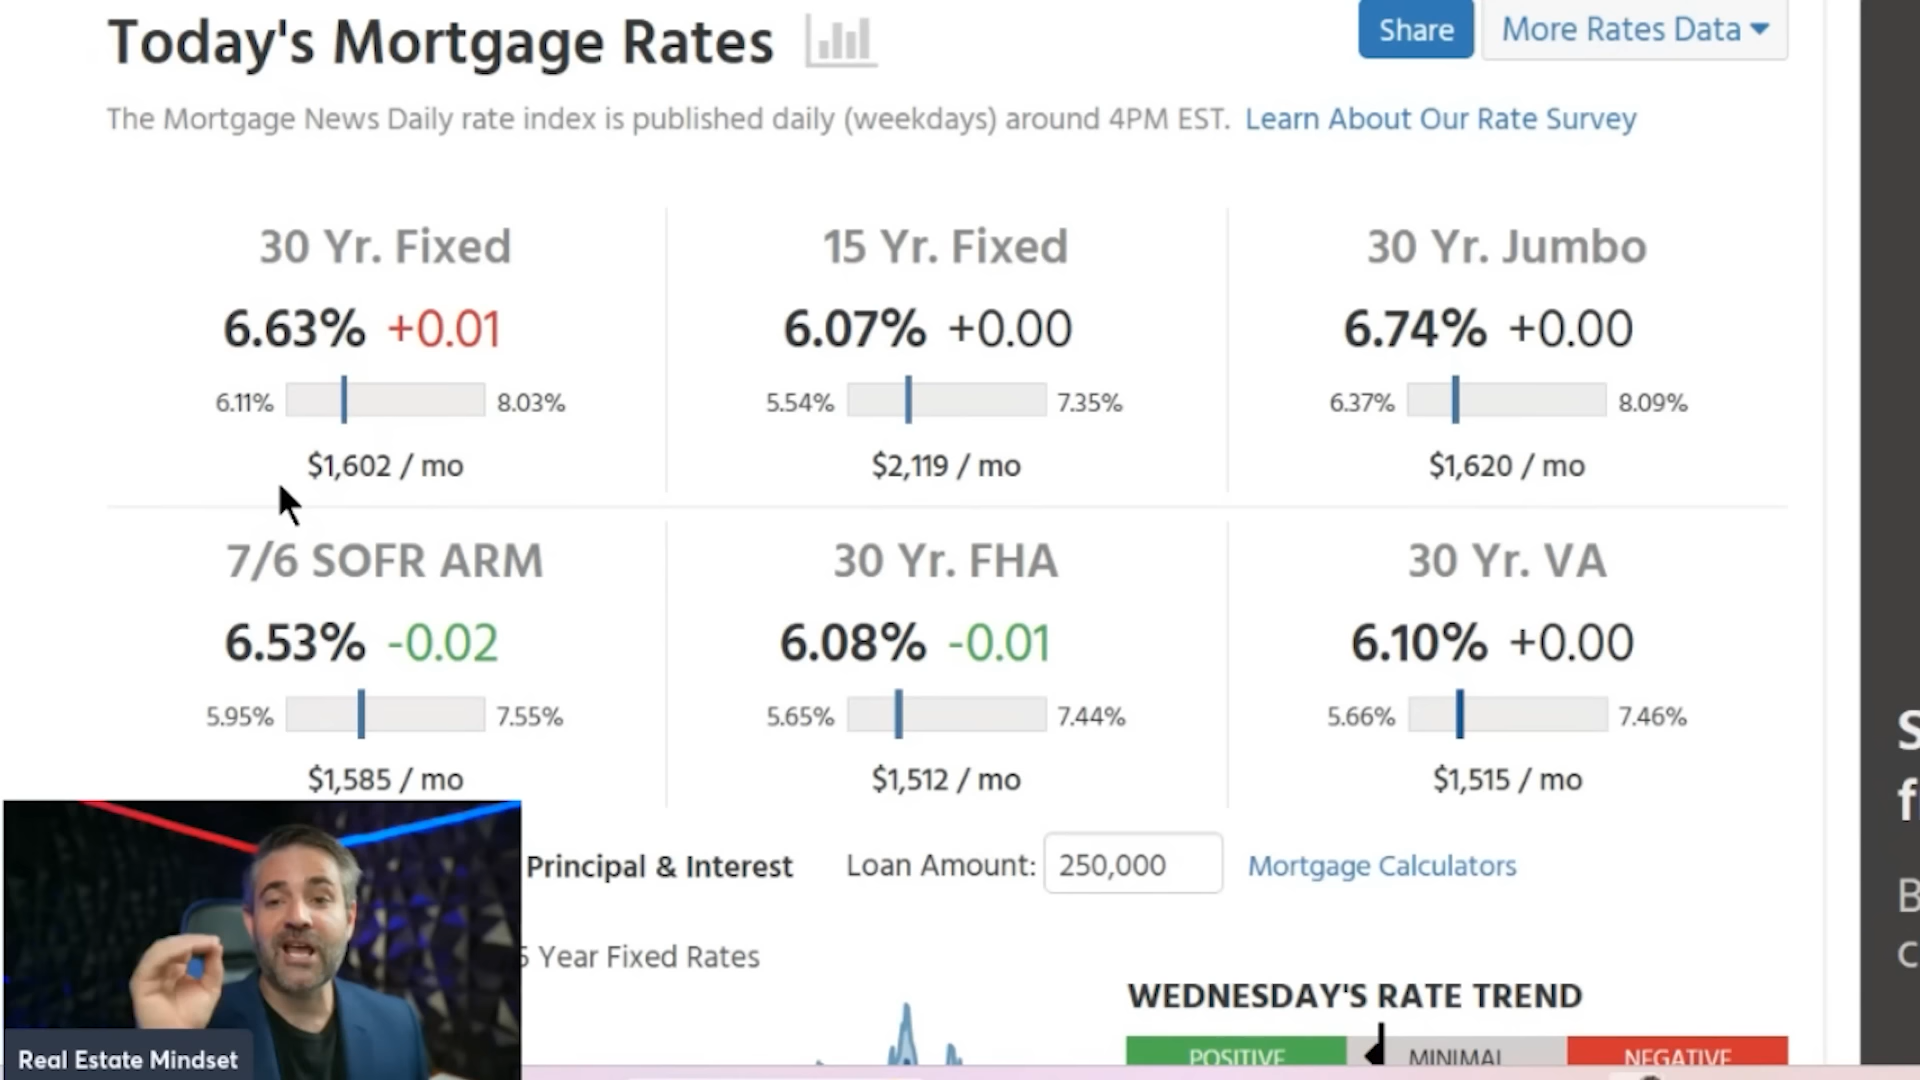 Today's Mortgage Rates
Share
More Rates Data
The Mortgage News Daily rate index is published daily (weekdays) around 4PM EST. Learn About Our Rate Survey
30 Yr. Fixed
6.63% +0.01
6.11% 8.03%
$1,602 / mo
15 Yr. Fixed
6.07% +0.00
5.54% 7.35%
$2,119 / mo
30 Yr. Jumbo
6.74% +0.00
6.37% 8.09%
$1,620 / mo
7/6 SOFR ARM
6.53% -0.02
5.95% 7.55%
$1,585 / mo
30 Yr. FHA
6.08% -0.01
5.65% 7.44%
$1,512 / mo
30 Yr. VA
6.10% +0.00
5.66% 7.46%
$1,515 / mo
Principal & Interest Loan Amount: 250,000 Mortgage Calculators
5 Year Fixed Rates
WEDNESDAY'S RATE TREND
POSITIVE MINIMAL NEGATIVE
Real Estate Mindset
S
f
B
c